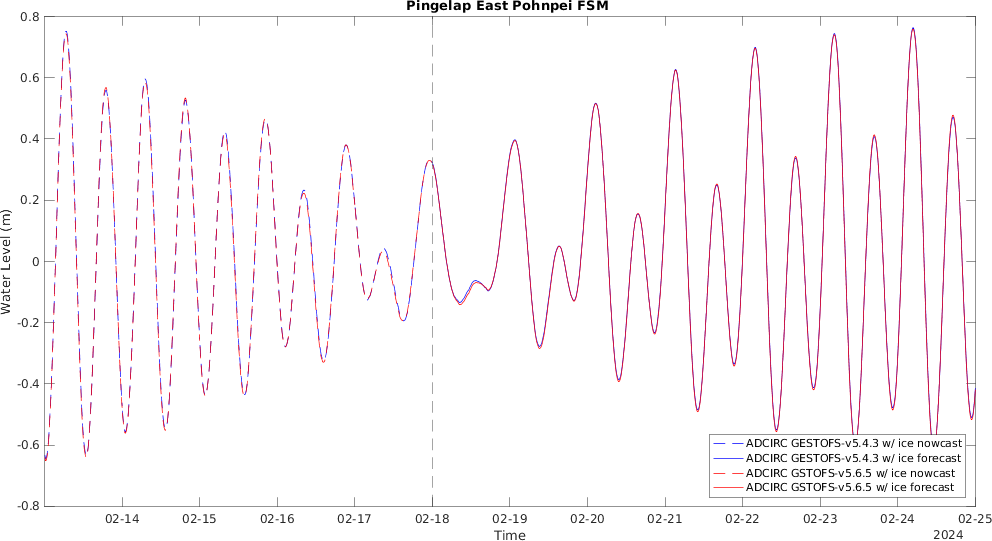 Pingelap East Pohnpei FSM
0.8
0.6
0.4
0.2
0
-0.2
-0.4
-0.6
-0.8
Water Level (m)
ADCIRC GESTOFS-v5.4.3 w/ ice nowcast
ADCIRC GESTOFS-v5.4.3 w/ ice forecast
ADCIRC GSTOFS-v5.6.5 w/ ice nowcast
ADCIRC GSTOFS-v5.6.5 w/ ice forecast
02-14 02-15 02-16 02-17 02-18 02-19 02-20 02-21 02-22 02-23 02-24 02-25
Time
2024